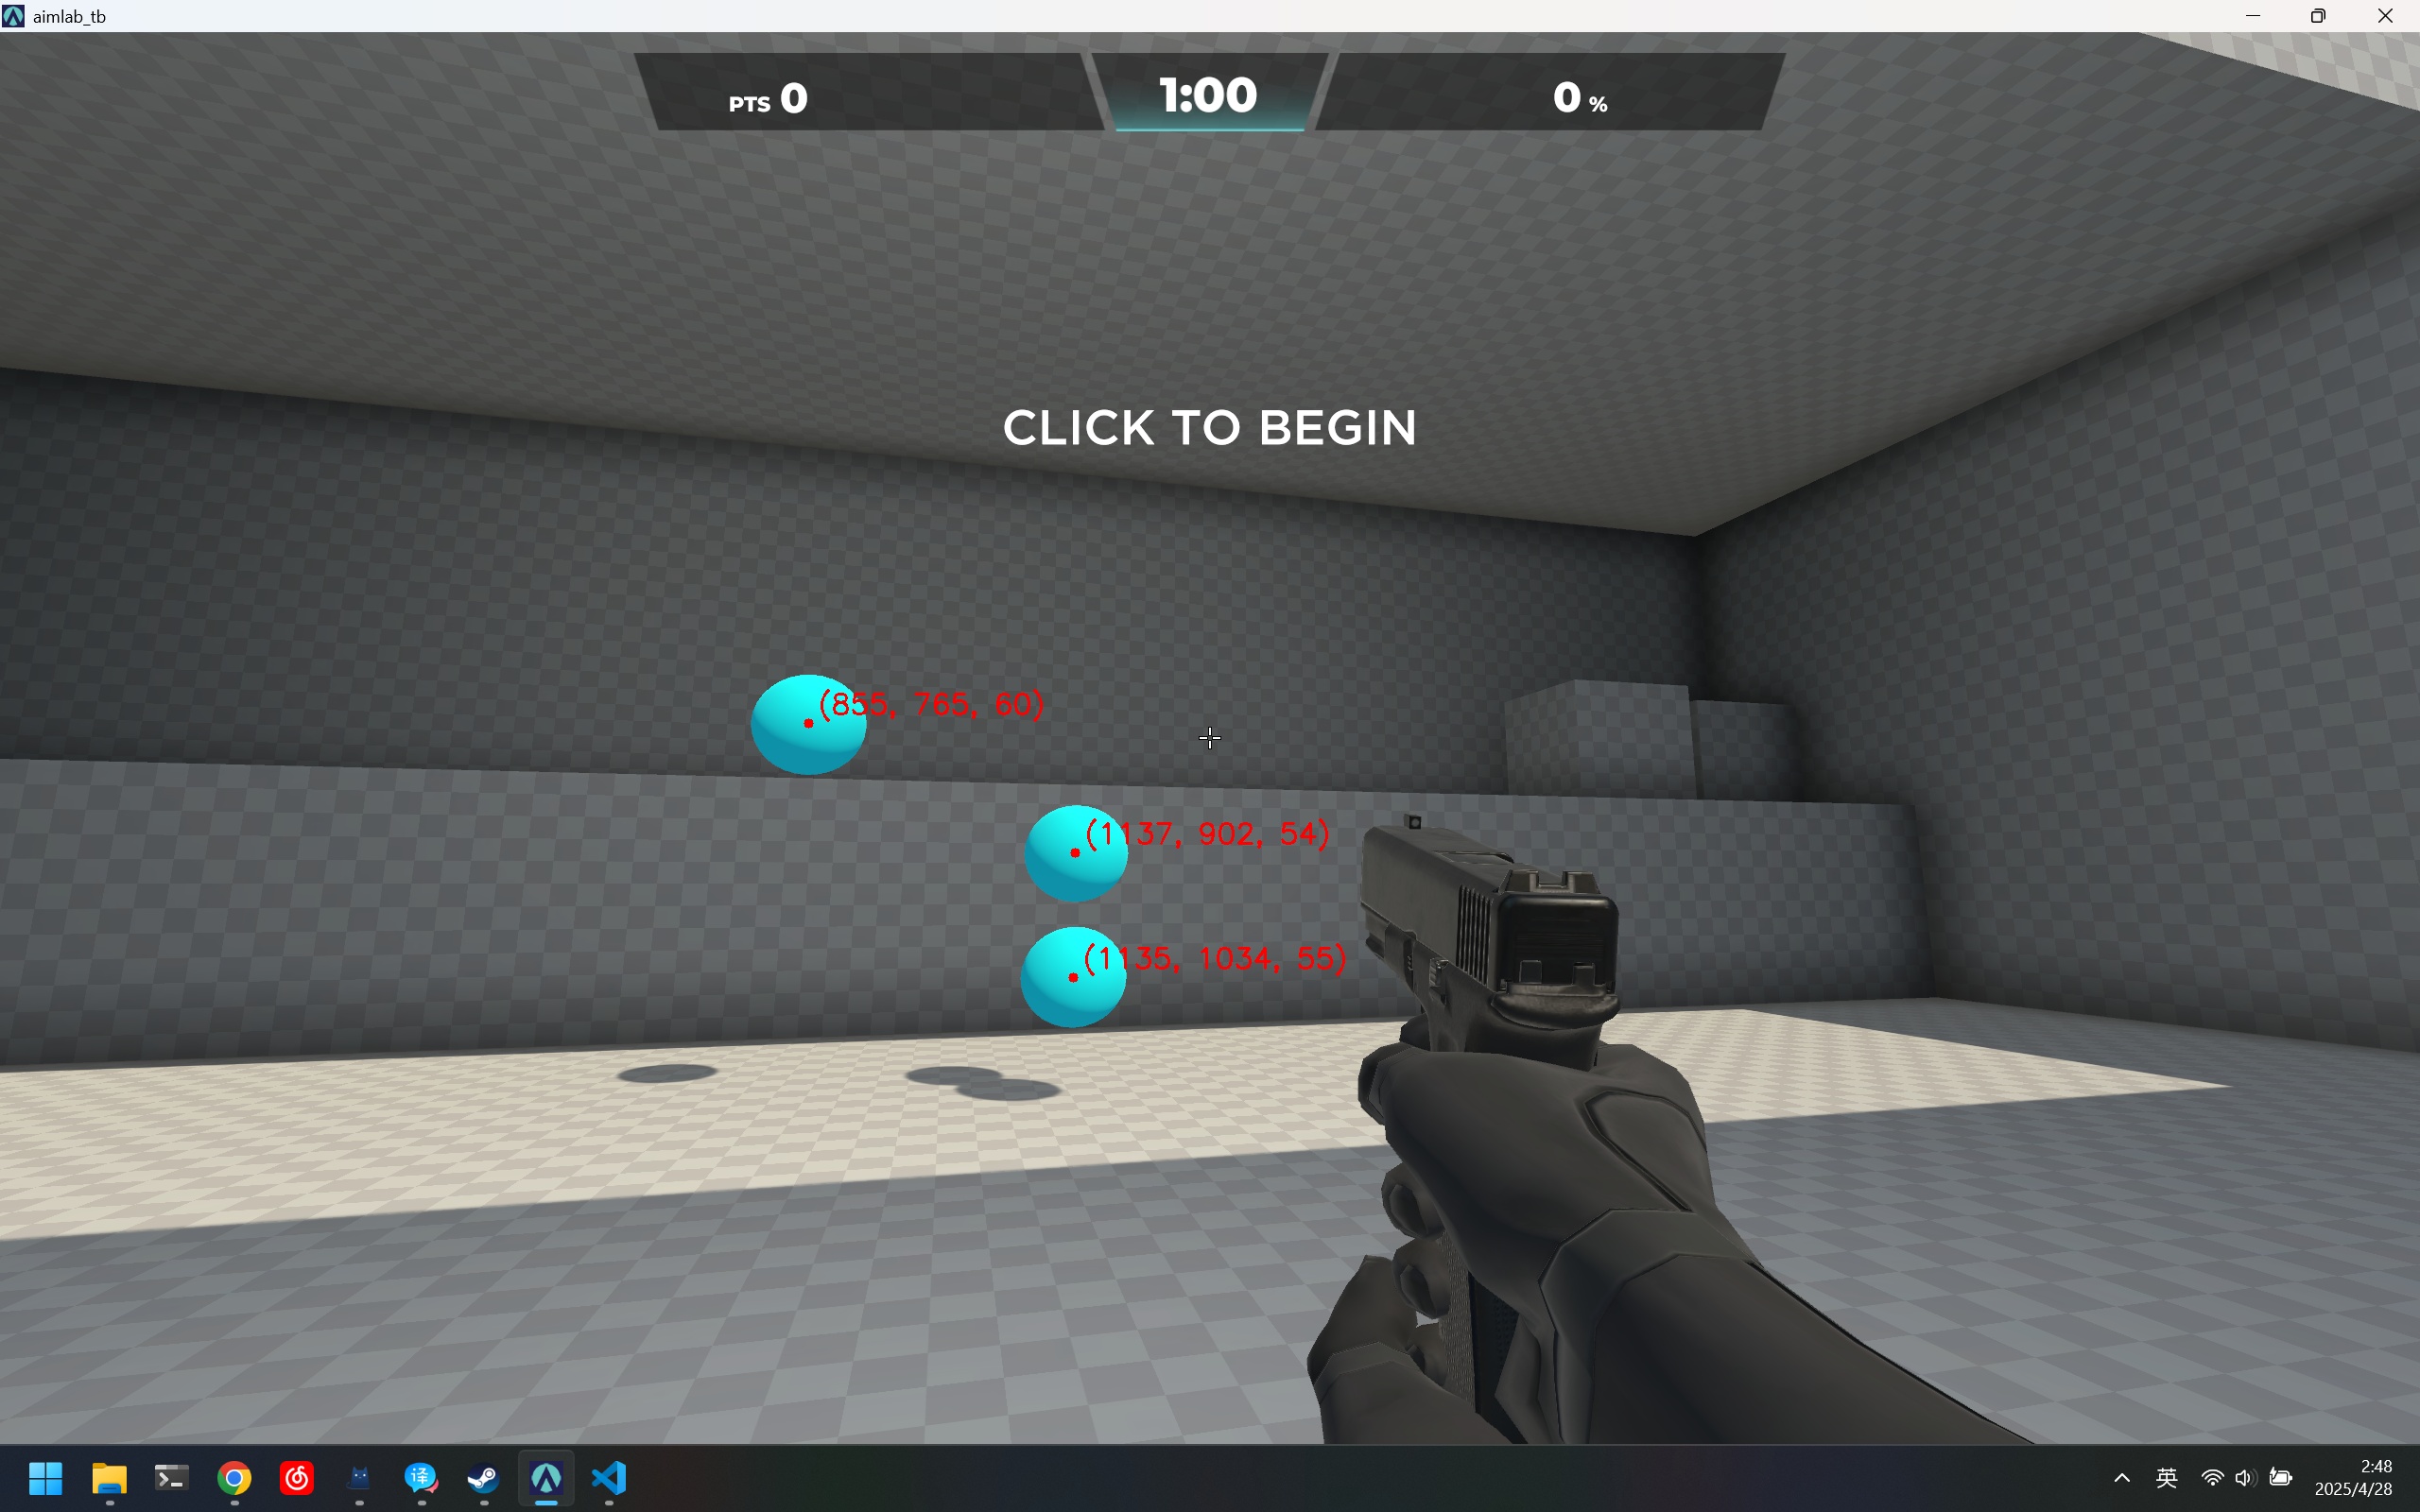 aimlab_tb
PTS 0
1:00
0 %
CLICK TO BEGIN
(855, 765, 60)
(1137, 902, 54)
(1135, 1034, 55)
译
英
2:48
2025/4/28